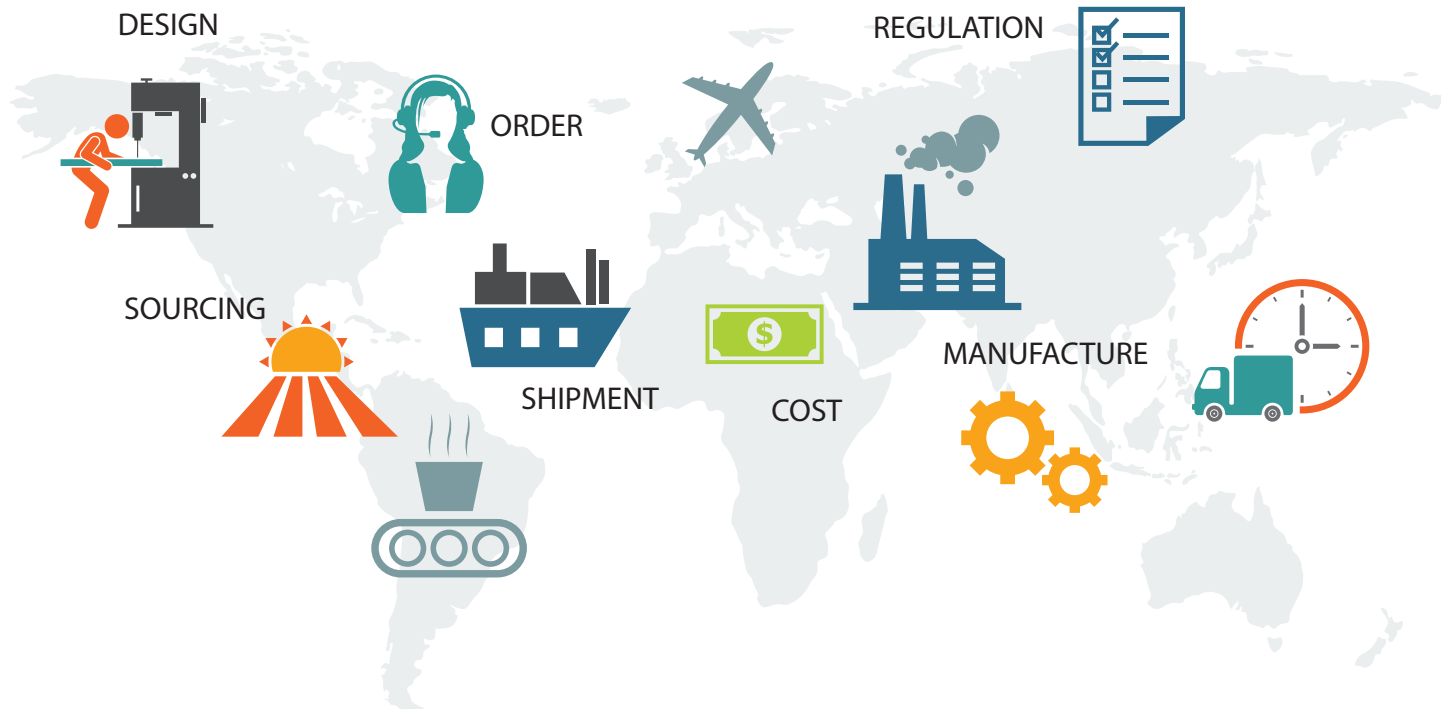 DESIGN
REGULATION
ORDER
SOURCING
$
MANUFACTURE
SHIPMENT
COST